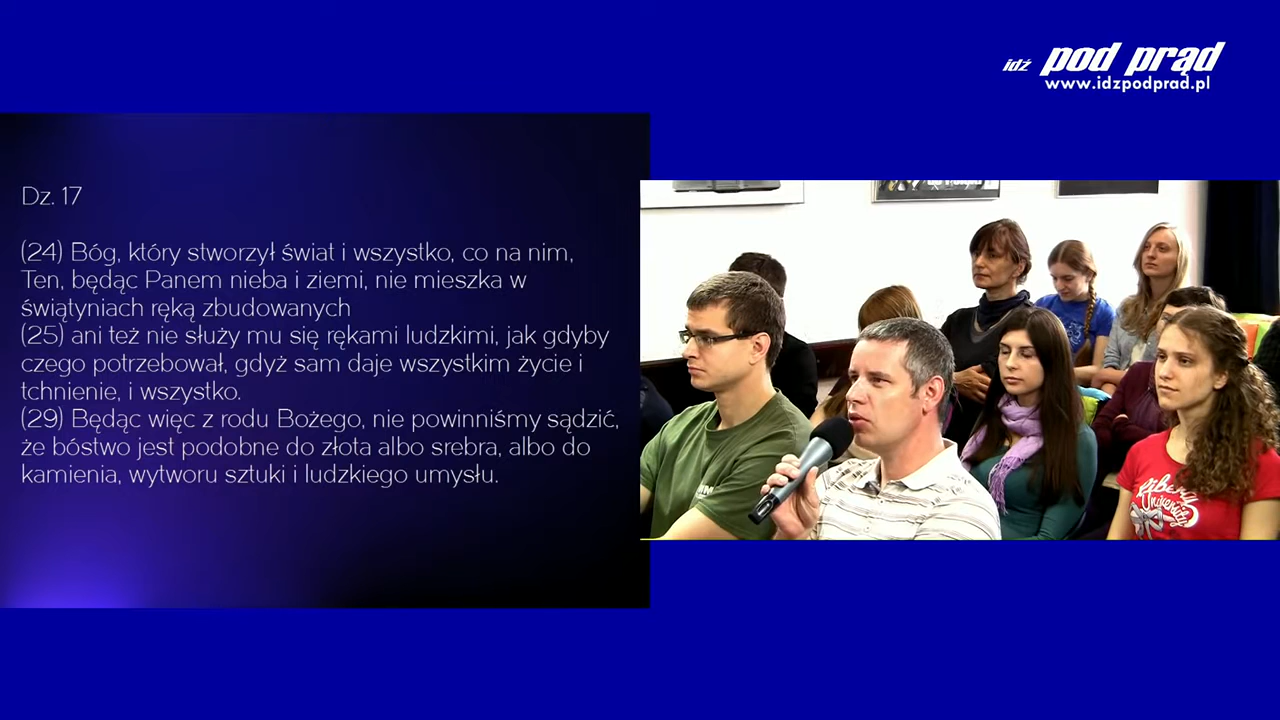 idź pod prąd
www.idzpodprad.pl
Dz. 17
(24) Bóg, który stworzył świat i wszystko, co na nim,
Ten, będąc Panem nieba i ziemi, nie mieszka w
świątyniach ręką zbudowanych
(25) ani też nie służy mu się rękami ludzkimi, jak gdyby
czego potrzebował, gdyż sam daje wszystkim życie i
tchnienie, i wszystko.
(29) Będąc więc z rodu Bożego, nie powinniśmy sądzić,
że bóstwo jest podobne do złota albo srebra, albo do
kamienia, wytworu sztuki i ludzkiego umysłu.
Liberty
University